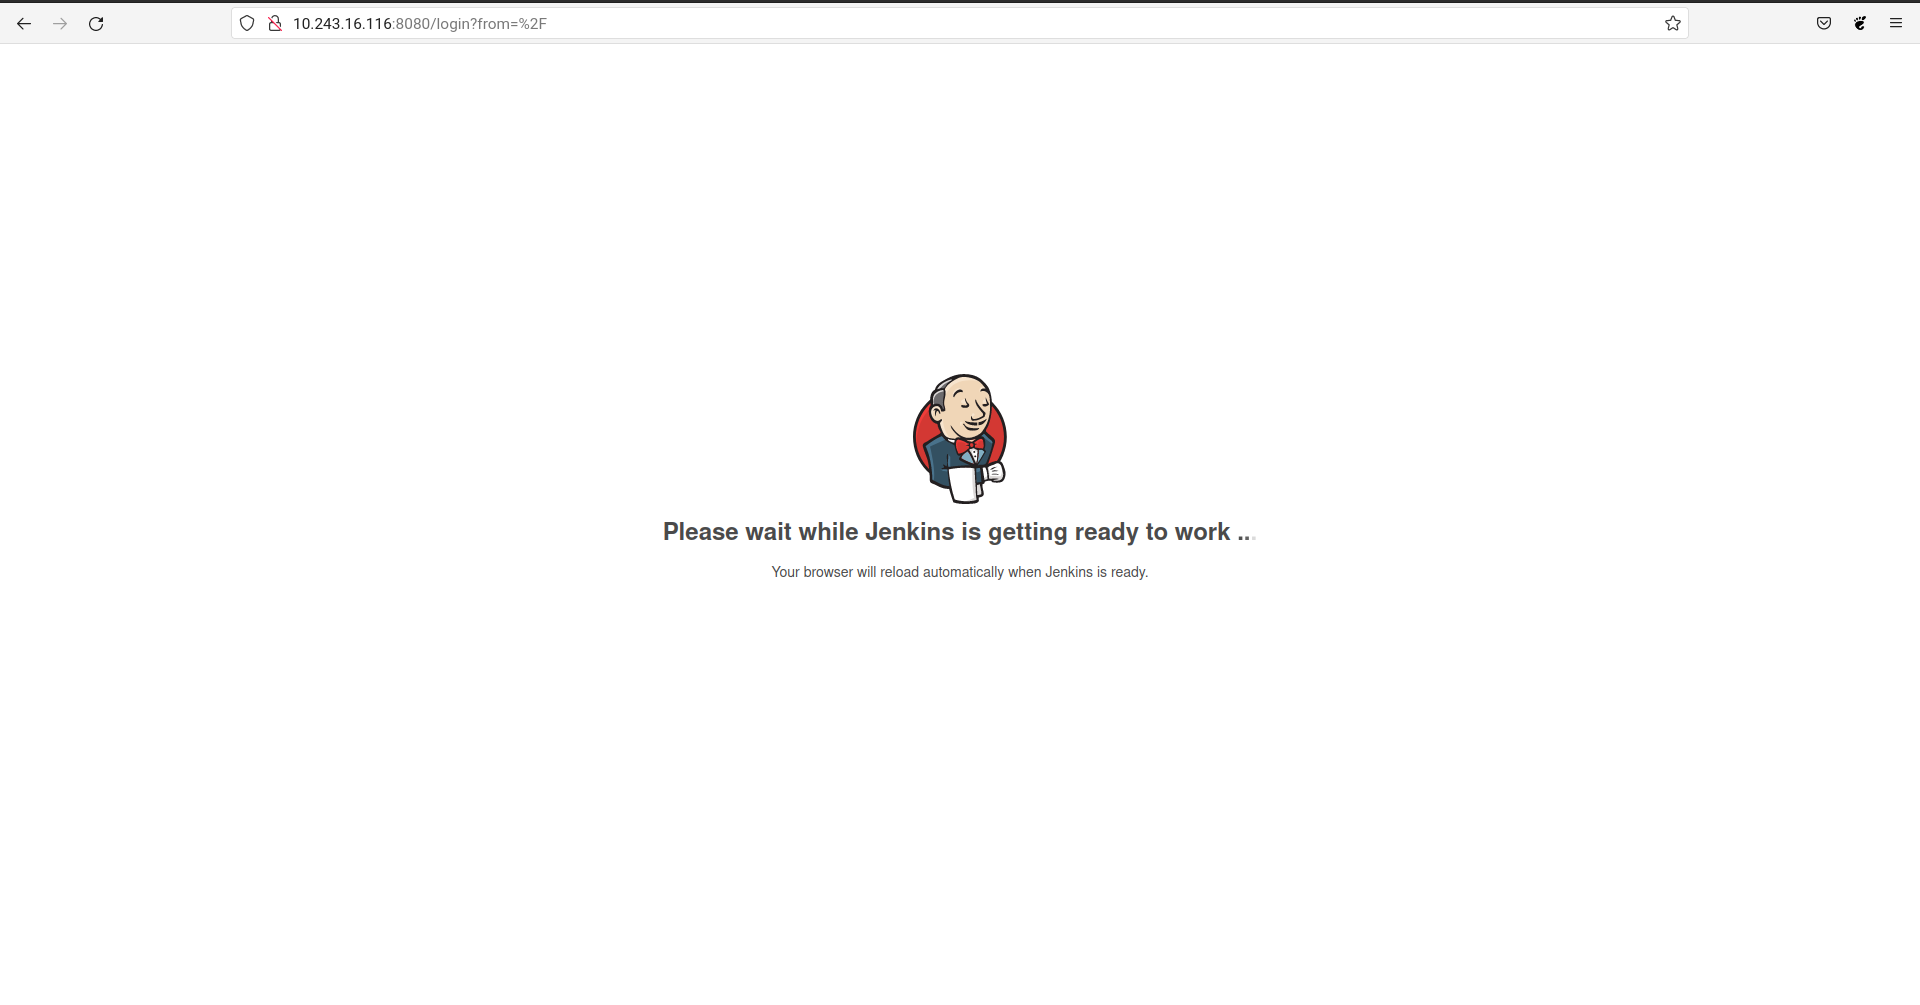 10.243.16.116:8080/login?from=%2F
Please wait while Jenkins is getting ready to work ...
Your browser will reload automatically when Jenkins is ready.